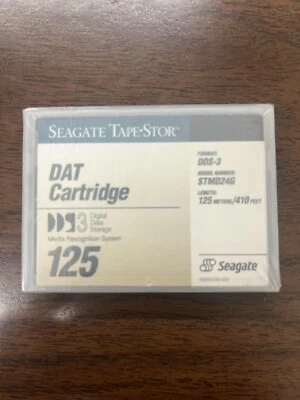 SEAGATE TAPE·STOR™
DAT
Cartridge
FORMAT:
DDS-3
MODEL NUMBER:
STMD24G
LENGTH:
125 METERS/410 FEET
DDS3 Digital
Data
Storage
Media Recognition System
125
Seagate